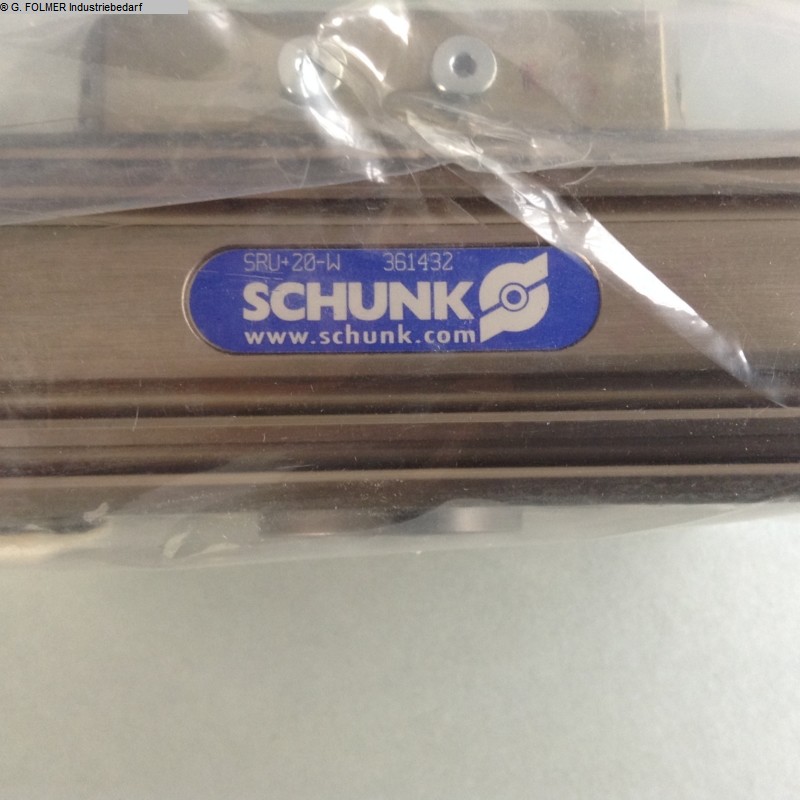 ® G. FOLMER Industriebedarf
SRU+20-W 361432
SCHUNK
www.schunk.com